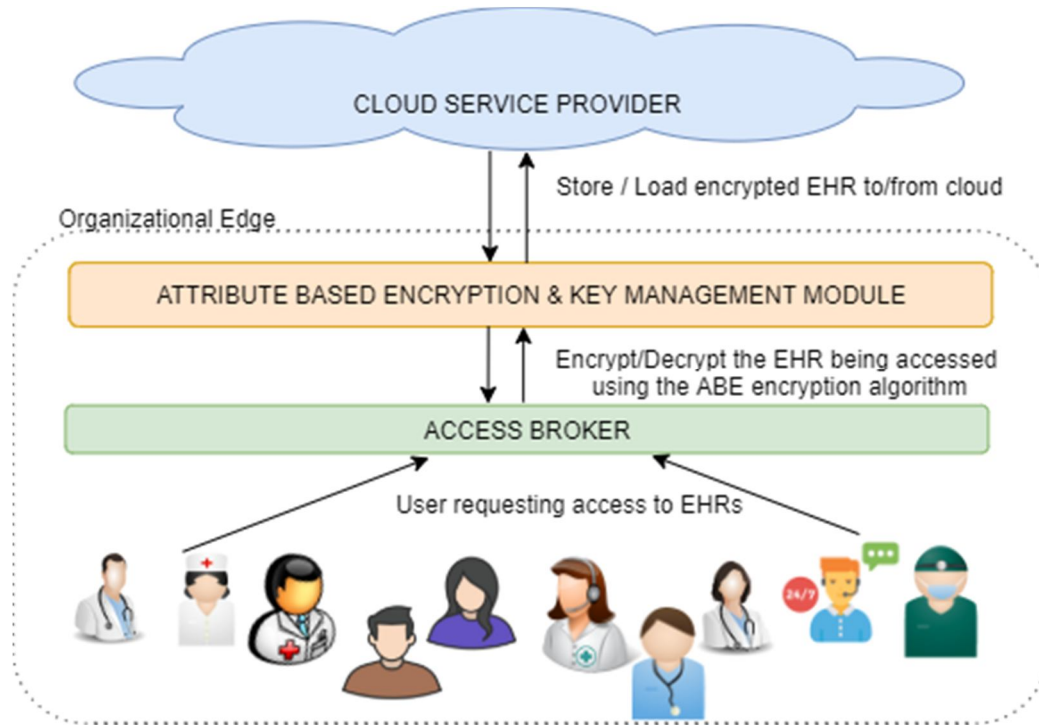 CLOUD SERVICE PROVIDER
Store / Load encrypted EHR to/from cloud
Organizational Edge
ATTRIBUTE BASED ENCRYPTION & KEY MANAGEMENT MODULE
Encrypt/Decrypt the EHR being accessed
using the ABE encryption algorithm
ACCESS BROKER
User requesting access to EHRs
24/7